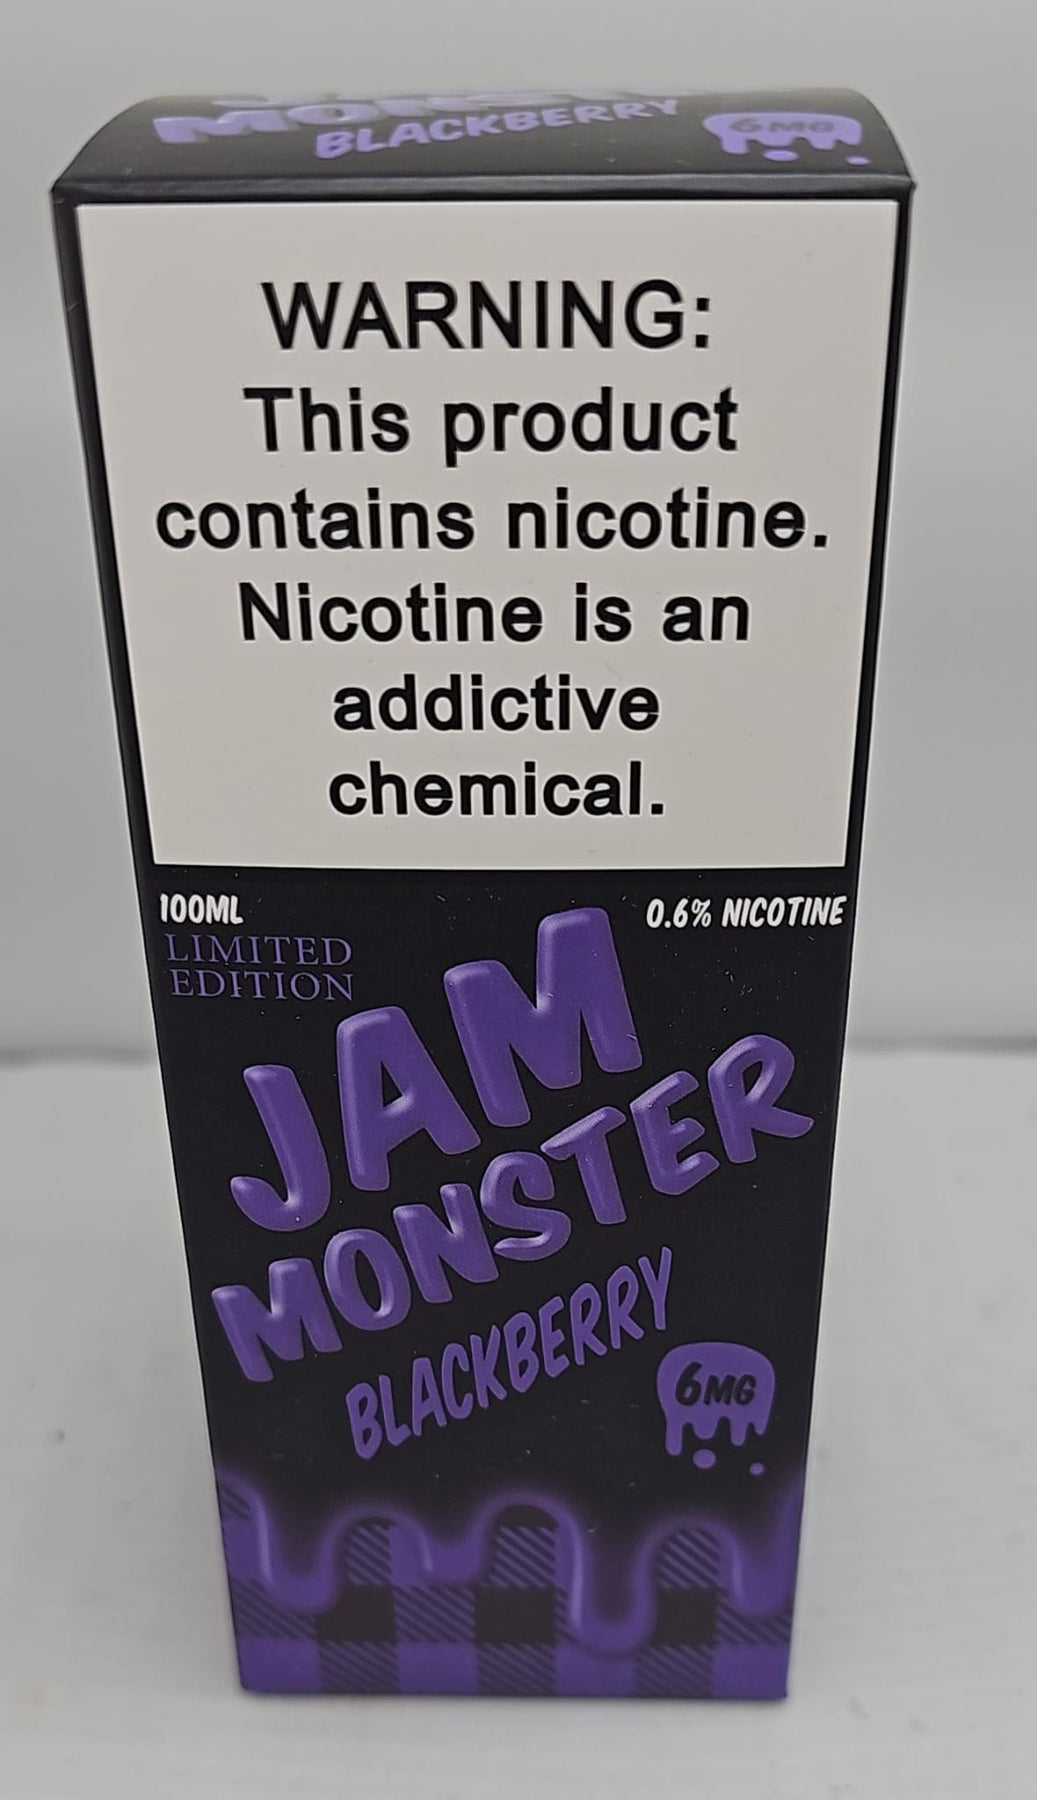 MONSTER
BLACKBERRY
6MG
WARNING:
This product
contains nicotine.
Nicotine is an
addictive
chemical.
100ML
0.6% NICOTINE
LIMITED
EDITION
JAM
MONSTER
BLACKBERRY
6MG